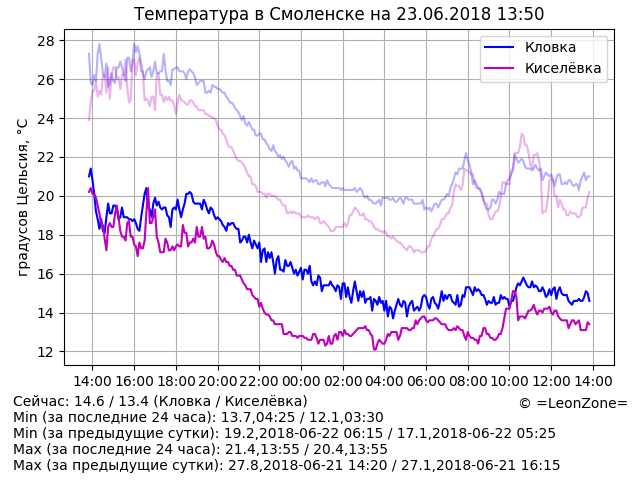 Температура в Смоленске на 23.06.2018 13:50
Кловка
Киселёвка
градусов Цельсия, °C
28
26
24
22
20
18
16
14
12
14:00 16:00 18:00 20:00 22:00 00:00 02:00 04:00 06:00 08:00 10:00 12:00 14:00
Сейчас: 14.6 / 13.4 (Кловка / Киселёвка)
© =LeonZone=
Min (за последние 24 часа): 13.7,04:25 / 12.1,03:30
Min (за предыдущие сутки): 19.2,2018-06-22 06:15 / 17.1,2018-06-22 05:25
Max (за последние 24 часа): 21.4,13:55 / 20.4,13:55
Max (за предыдущие сутки): 27.8,2018-06-21 14:20 / 27.1,2018-06-21 16:15